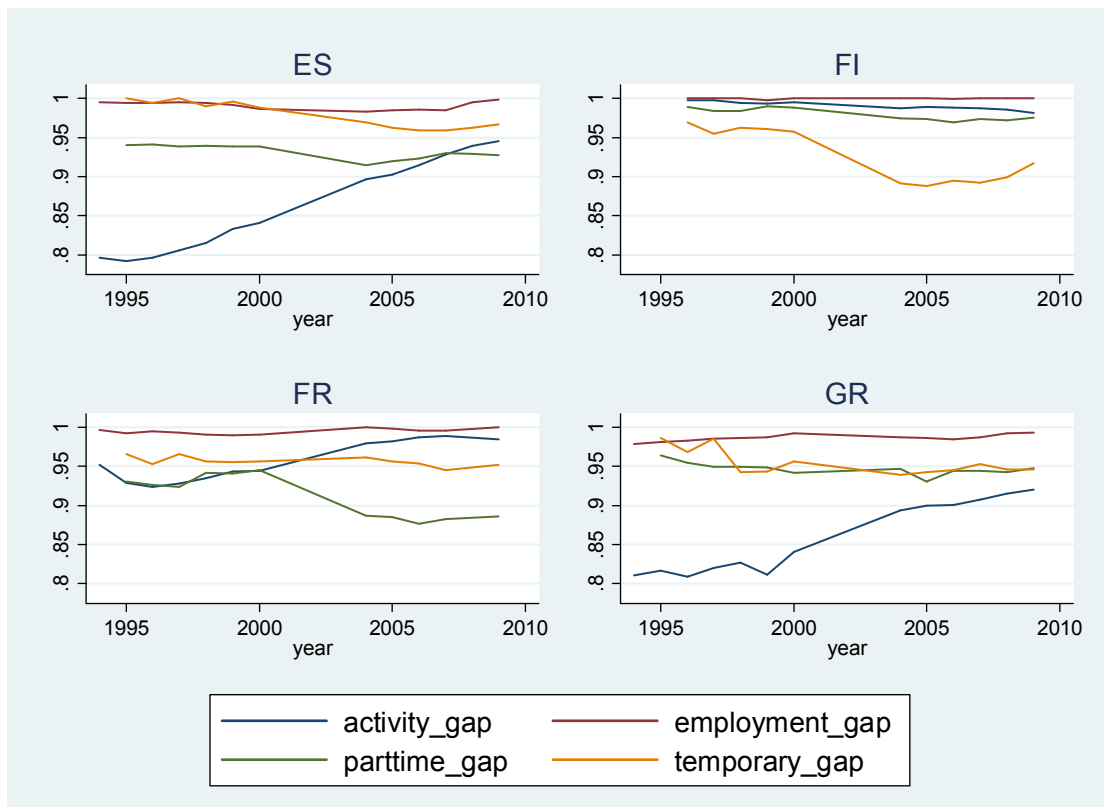 ES
1
.95
.9
.85
.8
1995 2000 2005 2010
year
FI
1
.95
.9
.85
.8
1995 2000 2005 2010
year
FR
1
.95
.9
.85
.8
1995 2000 2005 2010
year
GR
1
.95
.9
.85
.8
1995 2000 2005 2010
year
activity_gap employment_gap
parttime_gap temporary_gap